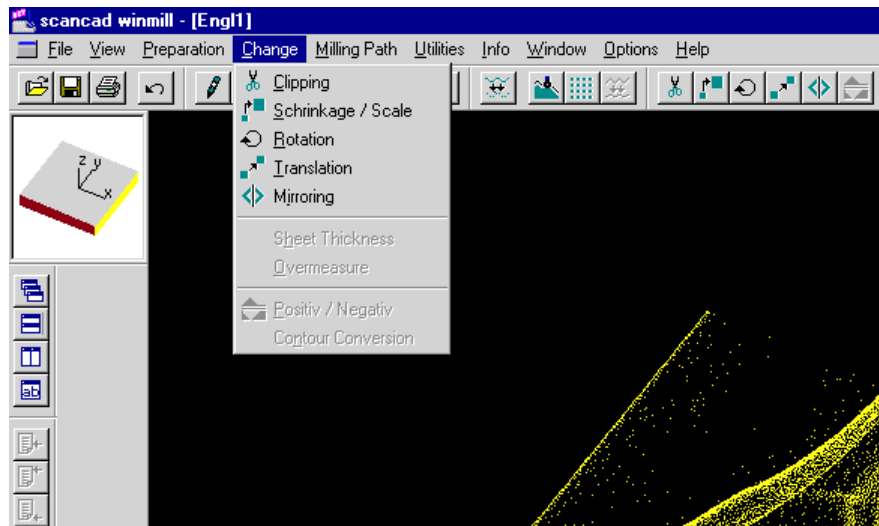 scancad winmill - [Engl1]
File View Preparation Change Milling Path Utilities Info Window Options Help
Clipping
Schrinkage / Scale
Rotation
Translation
Mirroring
Sheet Thickness
Overmeasure
Positiv / Negativ
Contour Conversion
z y
x
ab